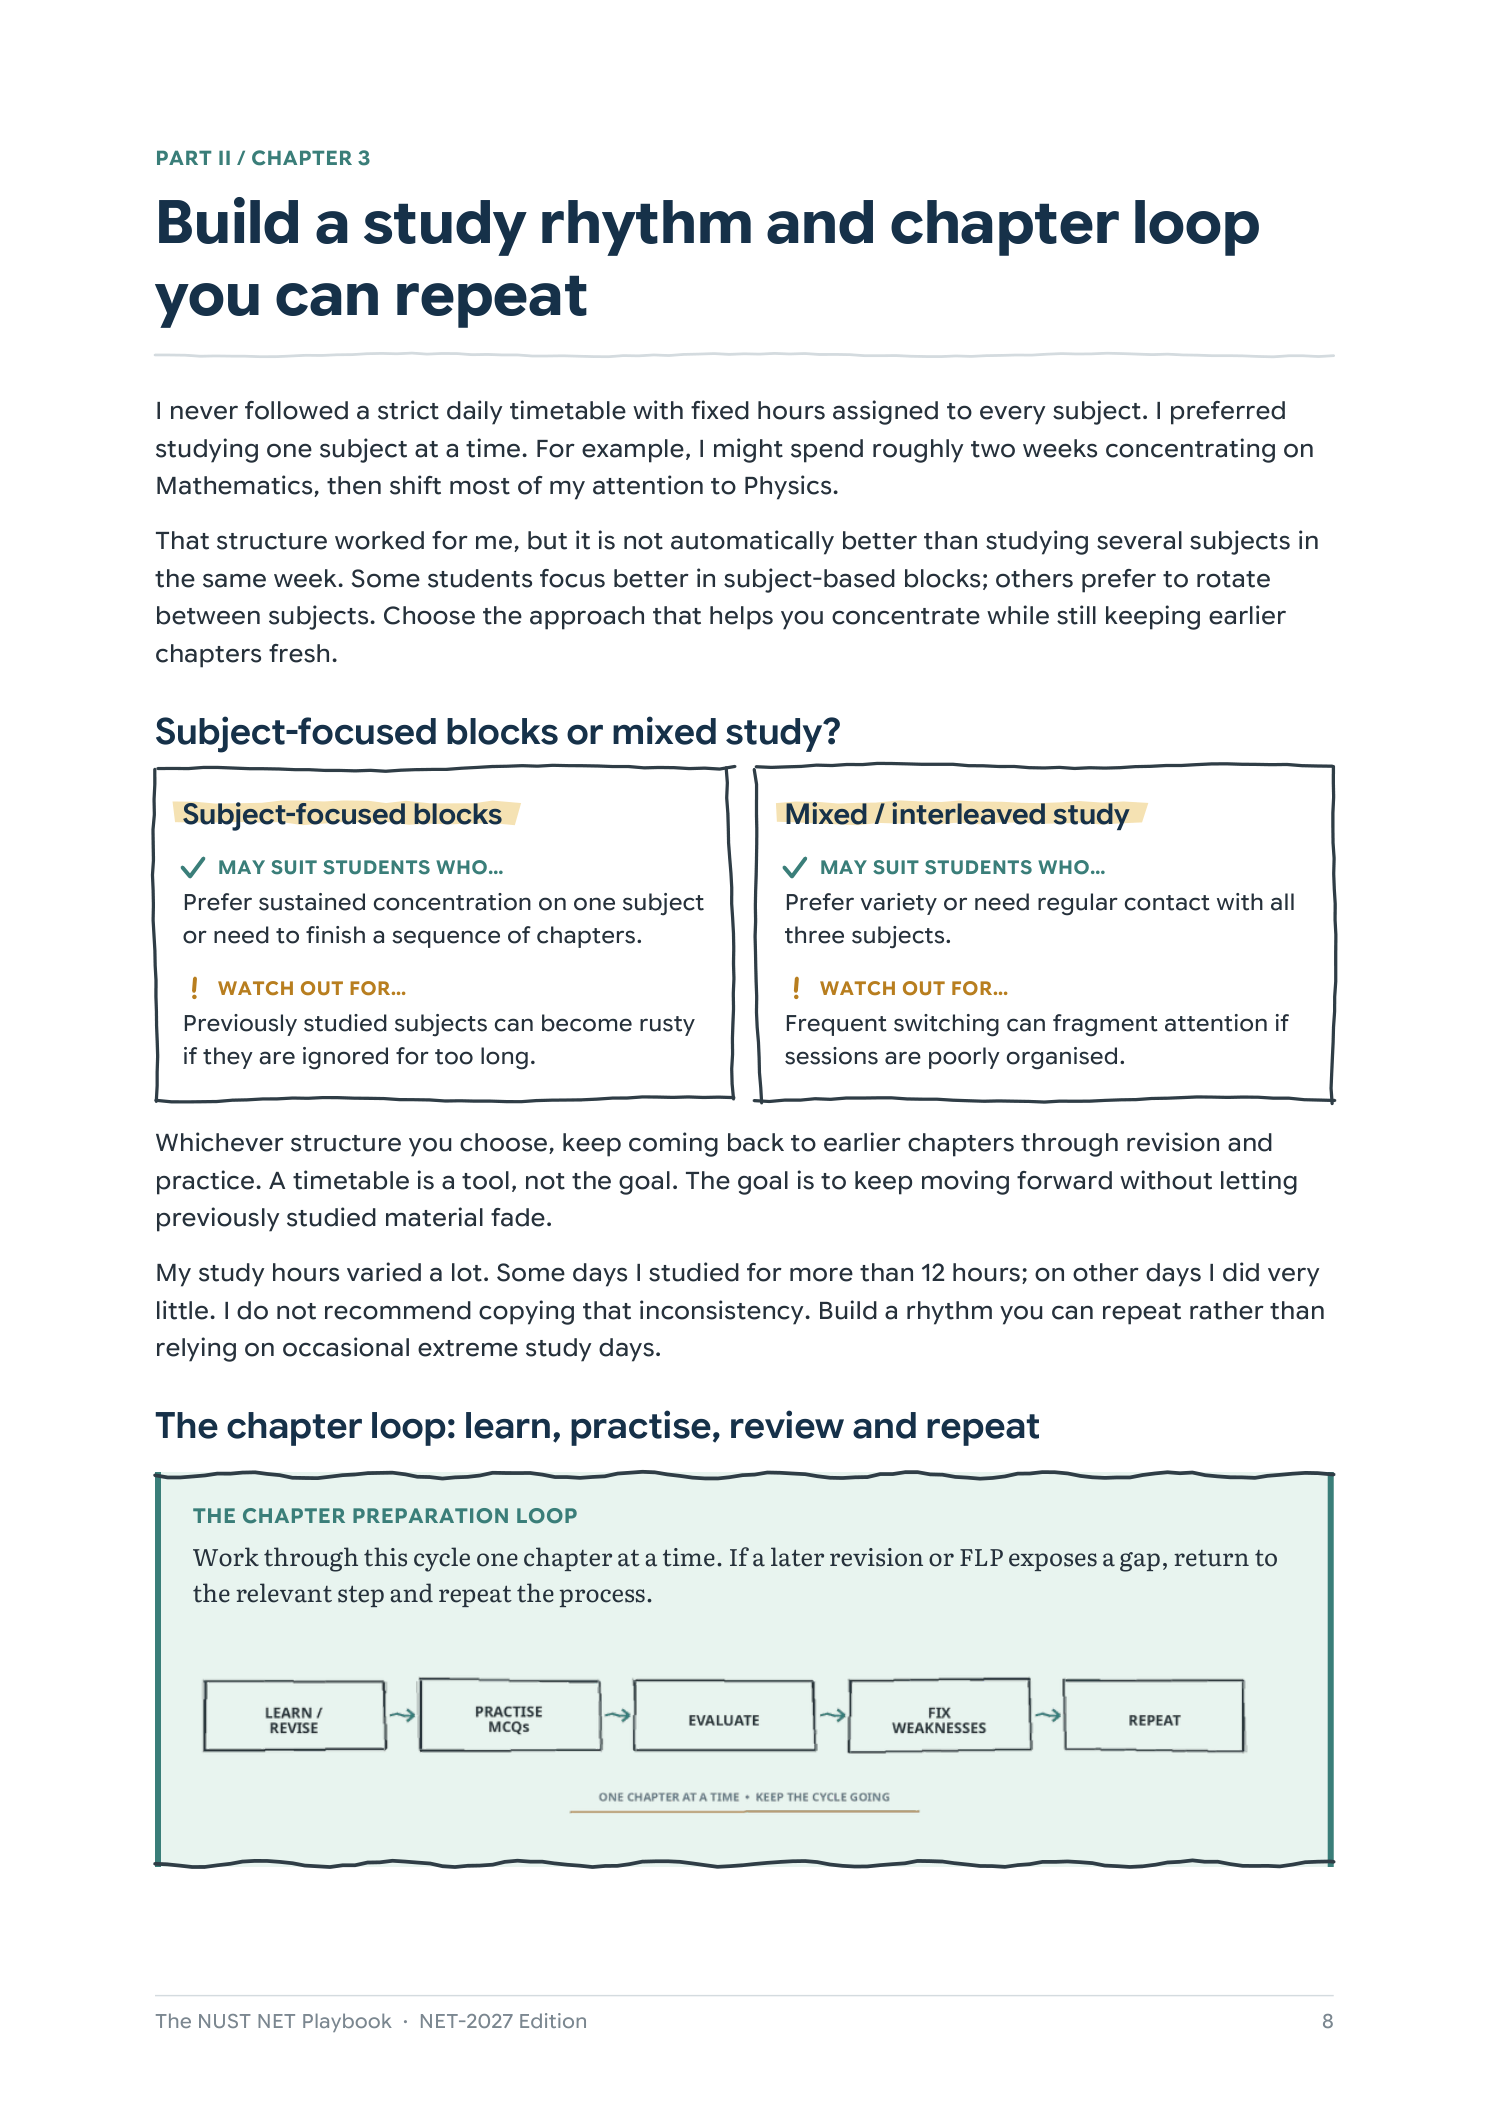 PART II / CHAPTER 3
Build a study rhythm and chapter loop
you can repeat
I never followed a strict daily timetable with fixed hours assigned to every subject. I preferred
studying one subject at a time. For example, I might spend roughly two weeks concentrating on
Mathematics, then shift most of my attention to Physics.
That structure worked for me, but it is not automatically better than studying several subjects in
the same week. Some students focus better in subject-based blocks; others prefer to rotate
between subjects. Choose the approach that helps you concentrate while still keeping earlier
chapters fresh.
Subject-focused blocks or mixed study?
Subject-focused blocks
MAY SUIT STUDENTS WHO...
Prefer sustained concentration on one subject
or need to finish a sequence of chapters.
! WATCH OUT FOR...
Previously studied subjects can become rusty
if they are ignored for too long.
Mixed / interleaved study
MAY SUIT STUDENTS WHO...
Prefer variety or need regular contact with all
three subjects.
! WATCH OUT FOR...
Frequent switching can fragment attention if
sessions are poorly organised.
Whichever structure you choose, keep coming back to earlier chapters through revision and
practice. A timetable is a tool, not the goal. The goal is to keep moving forward without letting
previously studied material fade.
My study hours varied a lot. Some days I studied for more than 12 hours; on other days I did very
little. I do not recommend copying that inconsistency. Build a rhythm you can repeat rather than
relying on occasional extreme study days.
The chapter loop: learn, practise, review and repeat
THE CHAPTER PREPARATION LOOP
Work through this cycle one chapter at a time. If a later revision or FLP exposes a gap, return to
the relevant step and repeat the process.
LEARN /
REVISE
PRACTISE
MCQs
EVALUATE
FIX
WEAKNESSES
REPEAT
ONE CHAPTER AT A TIME • KEEP THE CYCLE GOING
The NUST NET Playbook · NET-2027 Edition
8